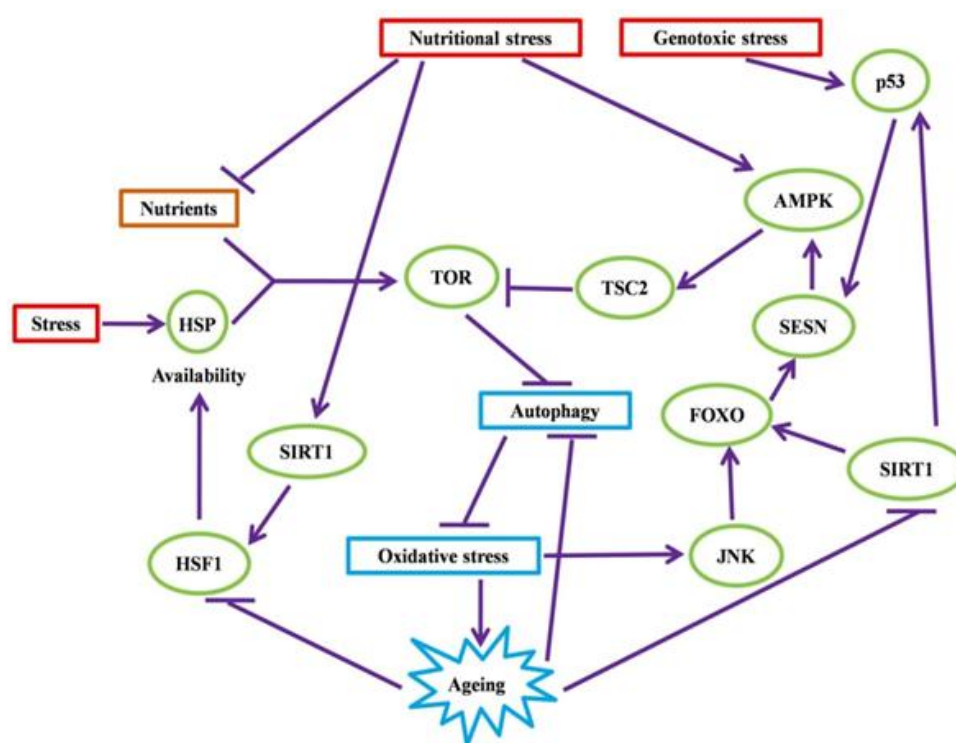 Nutritional stress
Genotoxic stress
p53
Nutrients
AMPK
TOR
TSC2
Stress
HSP
SESN
Availability
Autophagy
FOXO
SIRT1
SIRT1
HSF1
Oxidative stress
JNK
Ageing